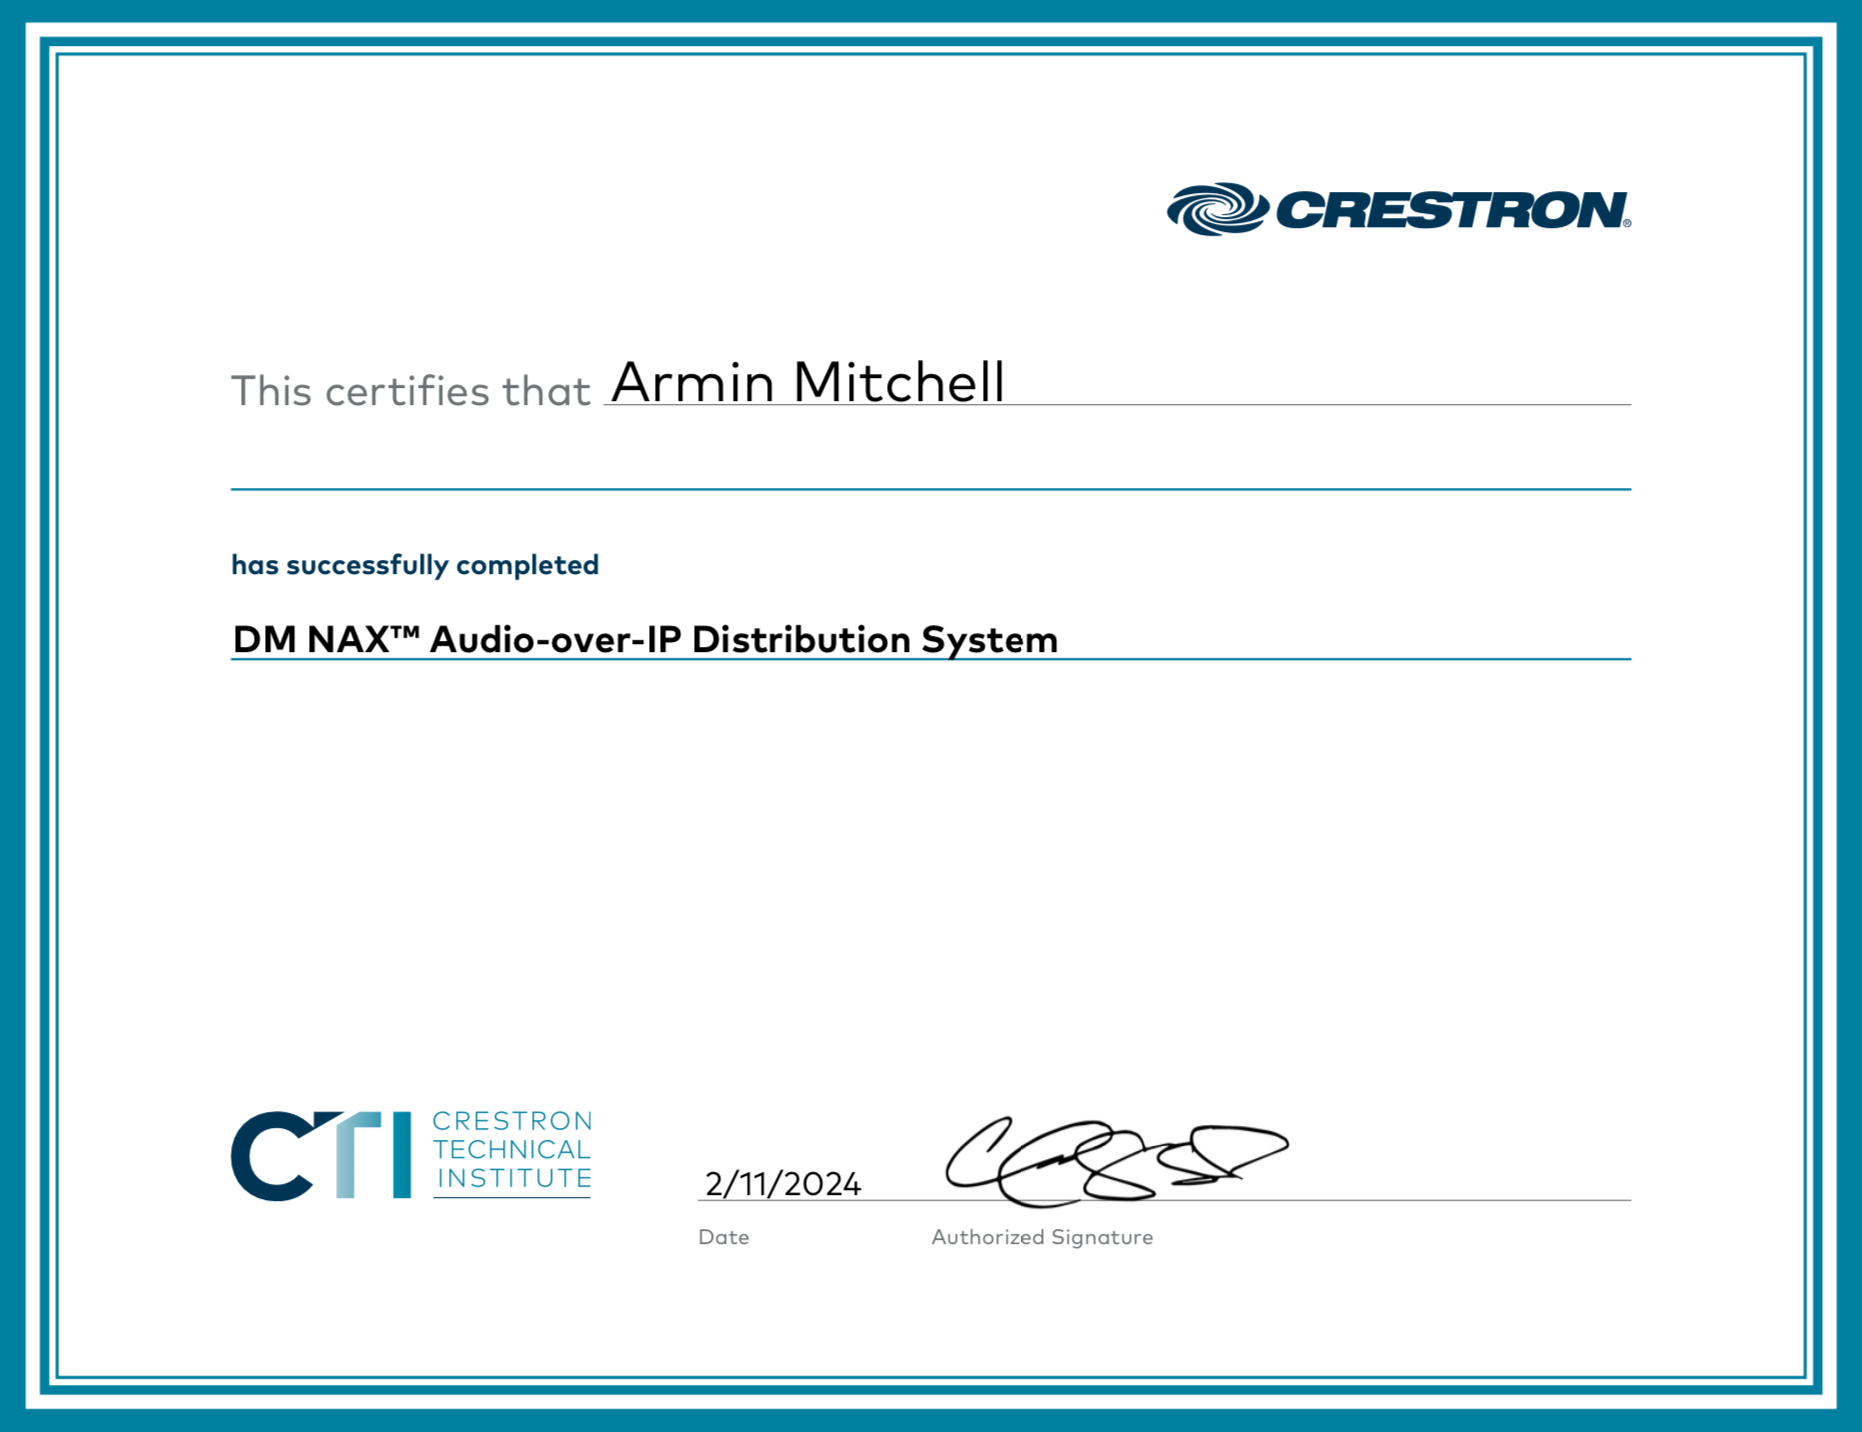 CRESTRON®
This certifies that Armin Mitchell
has successfully completed
DM NAX™ Audio-over-IP Distribution System
CTI CRESTRON
TECHNICAL
INSTITUTE
2/11/2024
Date Authorized Signature